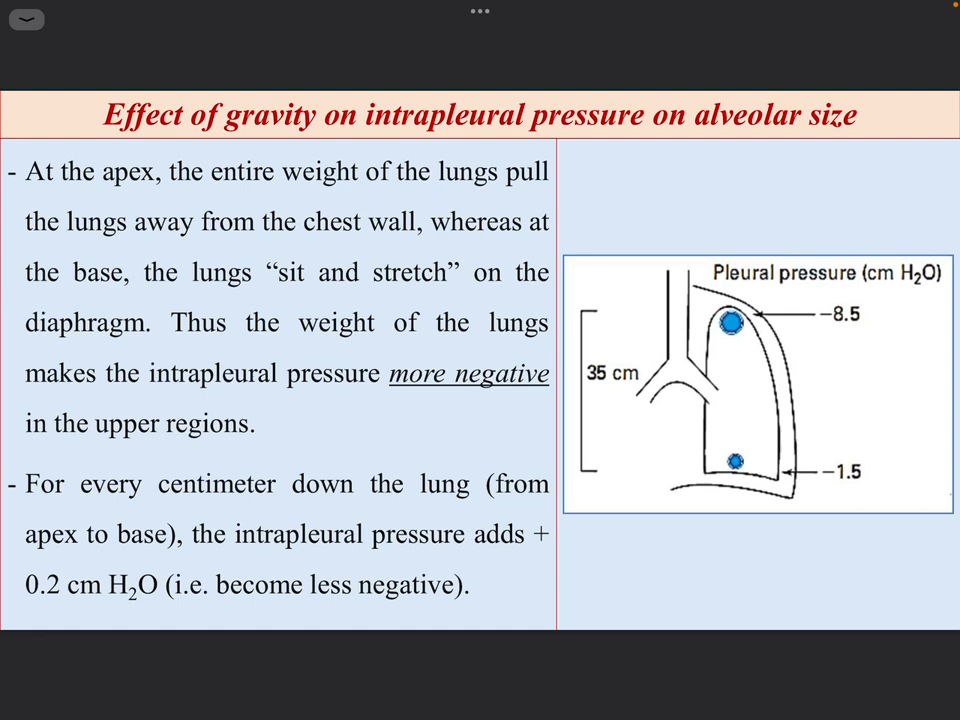 Effect of gravity on intrapleural pressure on alveolar size
- At the apex, the entire weight of the lungs pull
the lungs away from the chest wall, whereas at
the base, the lungs “sit and stretch” on the
diaphragm. Thus the weight of the lungs
makes the intrapleural pressure more negative
in the upper regions.
- For every centimeter down the lung (from
apex to base), the intrapleural pressure adds +
0.2 cm H₂O (i.e. become less negative).
Pleural pressure (cm H₂O)
–8.5
35 cm
–1.5